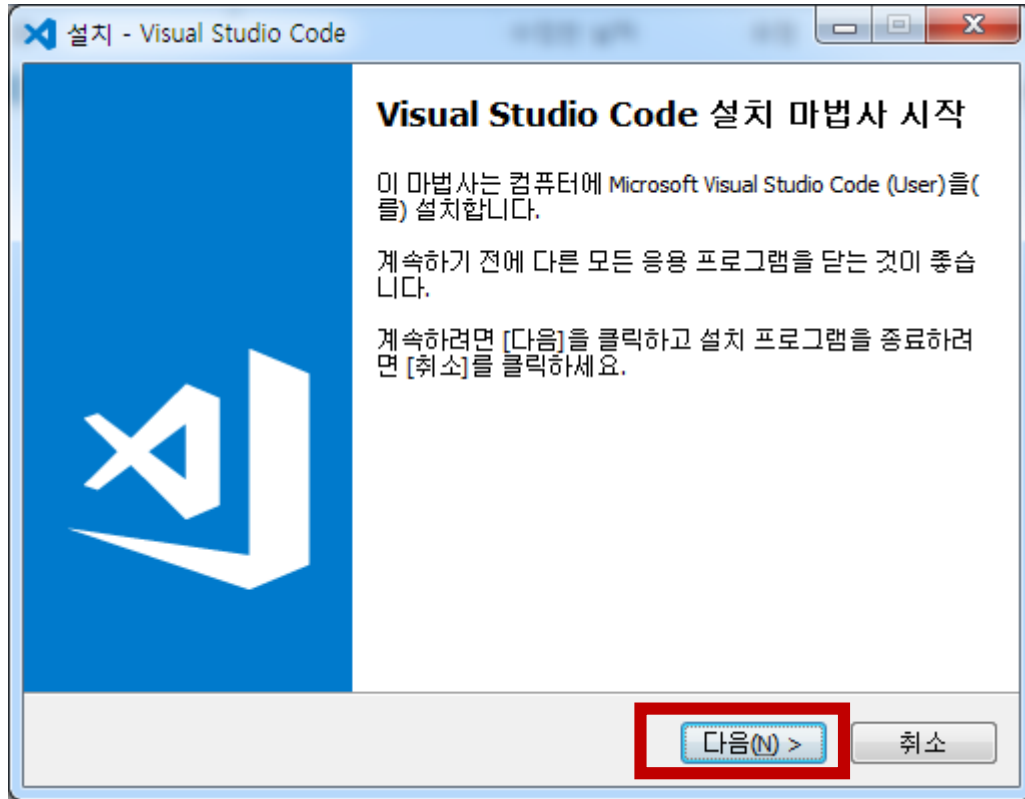 설치 - Visual Studio Code
Visual Studio Code 설치 마법사 시작
이 마법사는 컴퓨터에 Microsoft Visual Studio Code (User)을(
를) 설치합니다.
계속하기 전에 다른 모든 응용 프로그램을 닫는 것이 좋습
니다.
계속하려면 [다음]을 클릭하고 설치 프로그램을 종료하려
면 [취소]를 클릭하세요.
다음(N) >
취소